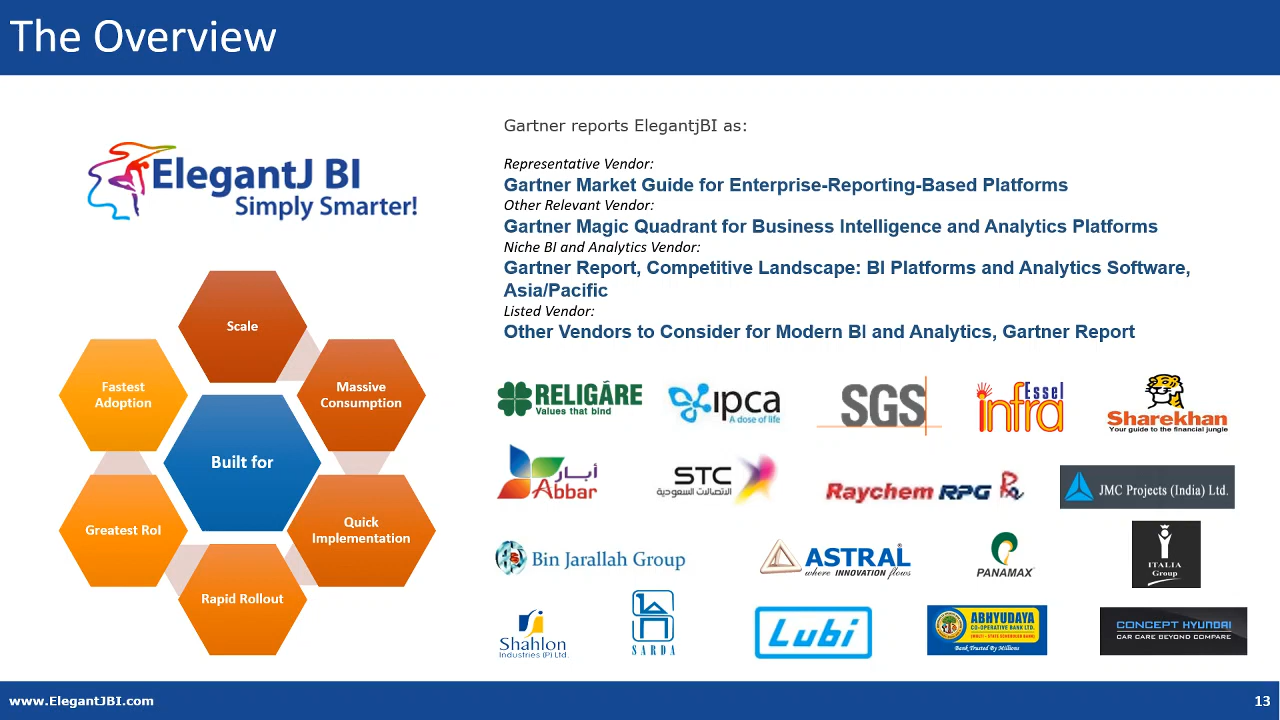 The Overview
ElegantJ BI
Simply Smarter!
Gartner reports ElegantjBI as:
Representative Vendor:
Gartner Market Guide for Enterprise-Reporting-Based Platforms
Other Relevant Vendor:
Gartner Magic Quadrant for Business Intelligence and Analytics Platforms
Niche BI and Analytics Vendor:
Gartner Report, Competitive Landscape: BI Platforms and Analytics Software,
Asia/Pacific
Listed Vendor:
Other Vendors to Consider for Modern BI and Analytics, Gartner Report
Scale
Massive
Consumption
Quick
Implementation
Rapid Rollout
Greatest RoI
Fastest
Adoption
Built for
RELIGARE
Values that bind
ipca
A dose of life
SGS
Essel
infra
Sharekhan
Your guide to the financial jungle
أبار
Abbar
STC
الاتصالات السعودية
Raychem RPG
JMC Projects (India) Ltd.
Bin Jarallah Group
ASTRAL
where INNOVATION flows
PANAMAX
ITALIA
Group
Shahlon
Industries (P) Ltd.
SARDA
Lubi
ABHYUDAYA
CO-OPERATIVE BANK LTD.
Bank Trusted By Millions
CONCEPT HYUNDAI
CAR CARE BEYOND COMPARE
www.ElegantJBI.com
13